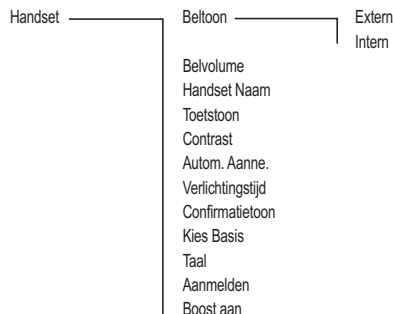 Handset Beltoon Extern
Intern
Belvolume
Handset Naam
Toetstoon
Contrast
Autom. Aanne.
Verlichtingstijd
Confirmatietoon
Kies Basis
Taal
Aanmelden
Boost aan